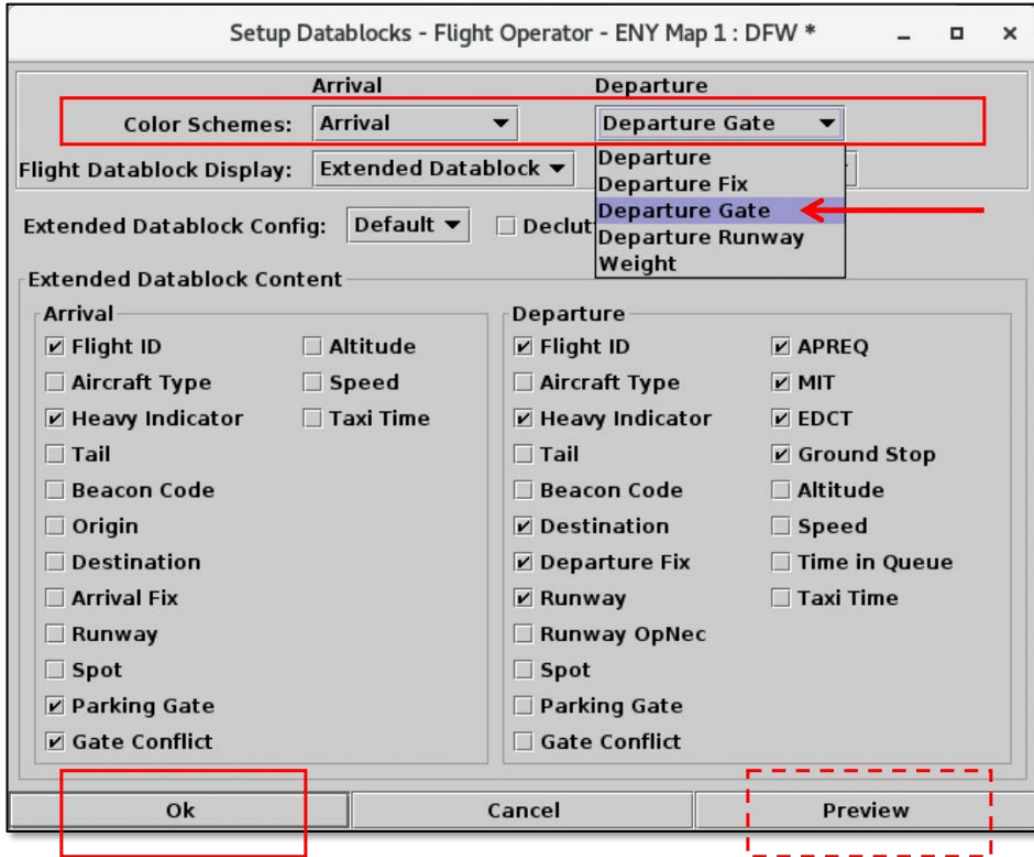 Setup Datablocks - Flight Operator - ENY Map 1 : DFW *
Arrival Departure
Color Schemes: Arrival Departure Gate
Flight Datablock Display: Extended Datablock
Departure
Departure Fix
Departure Gate
Departure Runway
Weight
Extended Datablock Config: Default
Extended Datablock Content
Arrival
Flight ID Altitude
Aircraft Type Speed
Heavy Indicator Taxi Time
Tail
Beacon Code
Origin
Destination
Arrival Fix
Runway
Spot
Parking Gate
Gate Conflict
Departure
Flight ID APREQ
Aircraft Type MIT
Heavy Indicator EDCT
Tail Ground Stop
Beacon Code Altitude
Destination Speed
Departure Fix Time in Queue
Runway Taxi Time
Runway OpNec
Spot
Parking Gate
Gate Conflict
Ok Cancel Preview